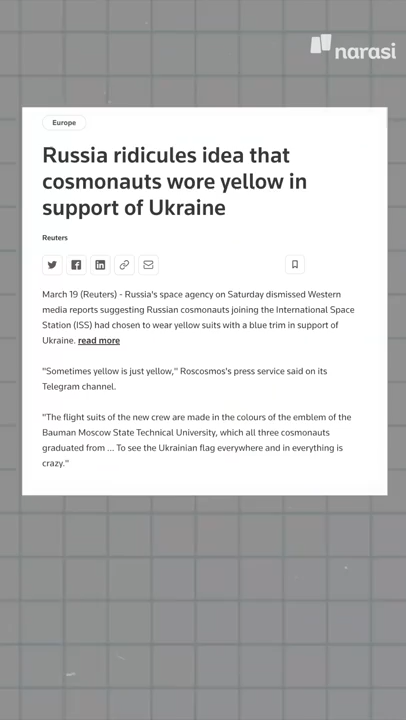 narasi
Europe
Russia ridicules idea that
cosmonauts wore yellow in
support of Ukraine
Reuters
March 19 (Reuters) - Russia's space agency on Saturday dismissed Western
media reports suggesting Russian cosmonauts joining the International Space
Station (ISS) had chosen to wear yellow suits with a blue trim in support of
Ukraine. read more
"Sometimes yellow is just yellow," Roscosmos's press service said on its
Telegram channel.
"The flight suits of the new crew are made in the colours of the emblem of the
Bauman Moscow State Technical University, which all three cosmonauts
graduated from ... To see the Ukrainian flag everywhere and in everything is
crazy."